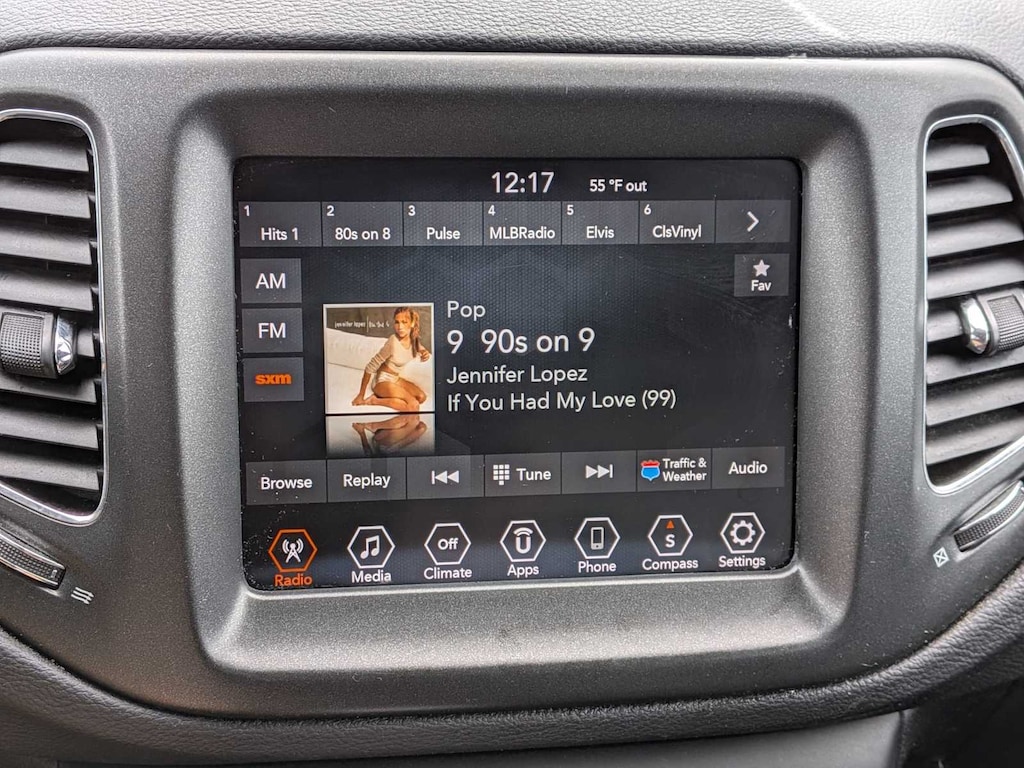 12:17 55 °F out
1 Hits 1
2 80s on 8
3 Pulse
4 MLBRadio
5 Elvis
6 ClsVinyl
AM
Fav
FM
sxm
jennifer lopez
Pop
9 90s on 9
Jennifer Lopez
If You Had My Love (99)
Browse
Replay
Tune
Traffic &
Weather
Audio
Off
S
Radio
Media
Climate
Apps
Phone
Compass
Settings